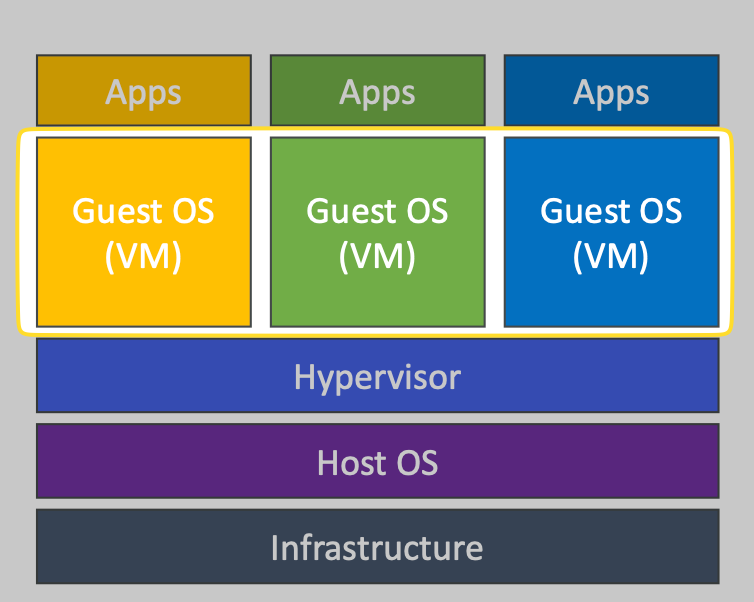 Apps
Apps
Apps
Guest OS
(VM)
Guest OS
(VM)
Guest OS
(VM)
Hypervisor
Host OS
Infrastructure